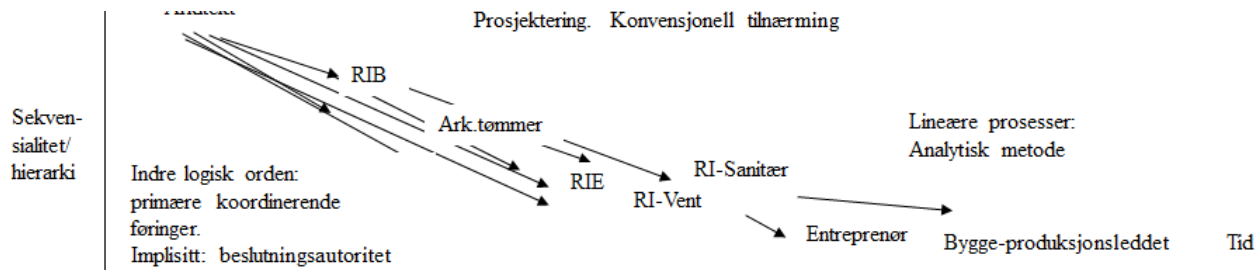 Prosjektering. Konvensjonell tilnærming
RIB
Sekven-
sialitet/
hierarki
Ark.tømmer
Lineære prosesser:
Analytisk metode
Indre logisk orden:
primære koordinerende
føringer.
Implisitt: beslutningsautoritet
RIE
RI-Sanitær
RI-Vent
Entreprenør
Bygge-produksjonsleddet
Tid